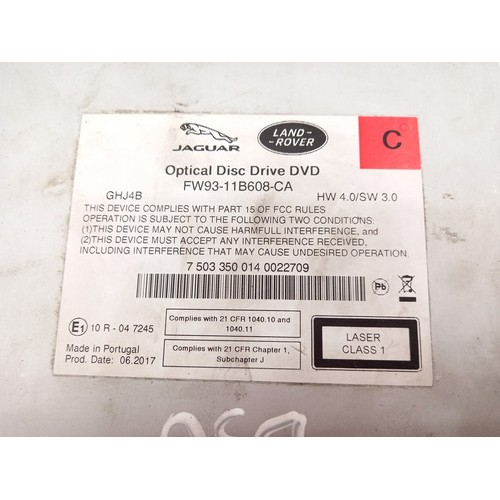 JAGUAR
LAND-
ROVER
C
Optical Disc Drive DVD
FW93-11B608-CA
GHJ4B
HW 4.0/SW 3.0
THIS DEVICE COMPLIES WITH PART 15 OF FCC RULES
OPERATION IS SUBJECT TO THE FOLLOWING TWO CONDITIONS:
(1)THIS DEVICE MAY NOT CAUSE HARMFULL INTERFERENCE, and
(2)THIS DEVICE MUST ACCEPT ANY INTERFERENCE RECEIVED,
INCLUDING INTERFERENCE THAT MAY CAUSE UNDESIRED OPERATION
7 503 350 014 0022709
Pb
E1 10 R - 04 7245
Made in Portugal
Prod. Date: 06.2017
Complies with 21 CFR 1040.10 and
1040.11
Complies with 21 CFR Chapter 1,
Subchapter J
LASER
CLASS 1